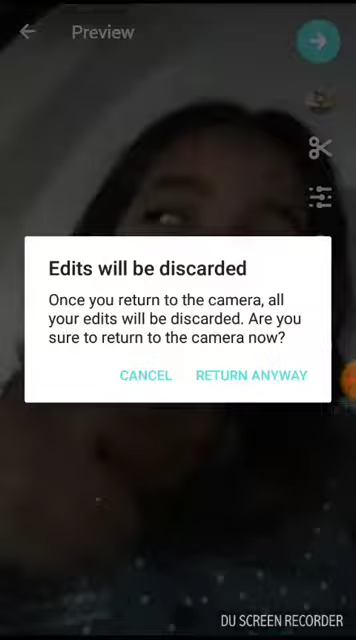 Preview
Edits will be discarded
Once you return to the camera, all
your edits will be discarded. Are you
sure to return to the camera now?
CANCEL RETURN ANYWAY
DU SCREEN RECORDER